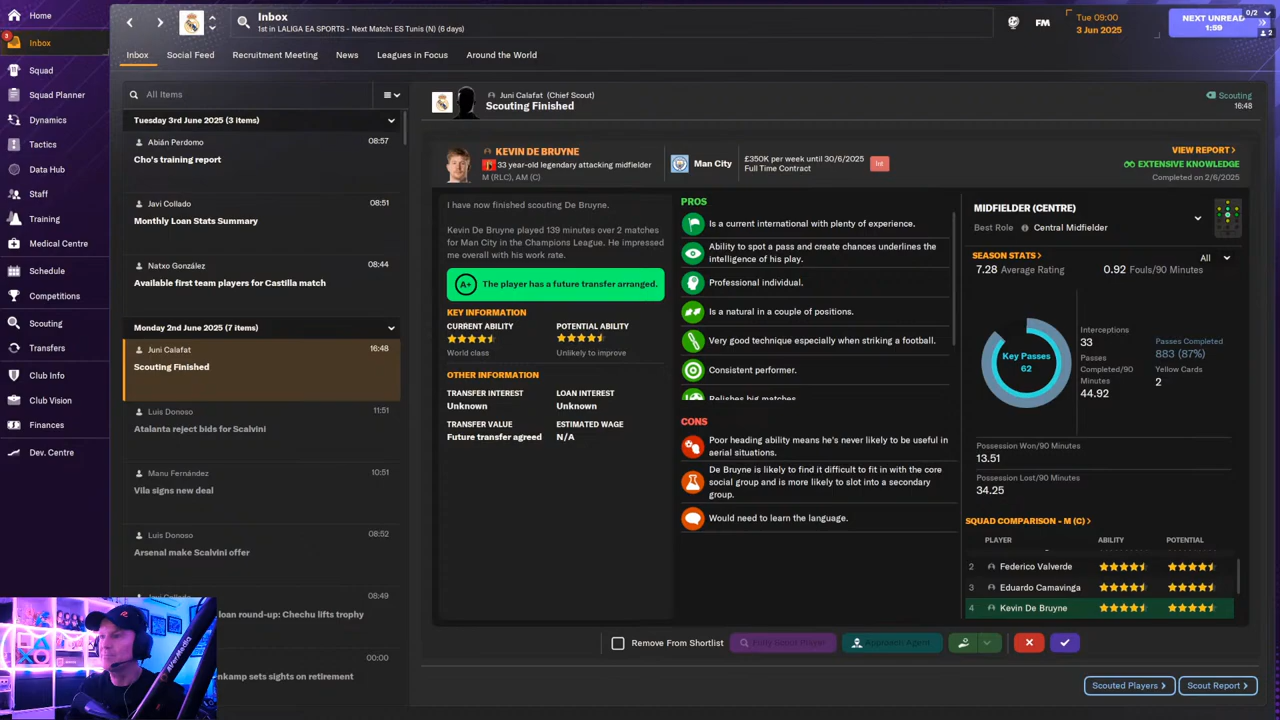 Home
3
Inbox
Squad
Squad Planner
Dynamics
Tactics
Data Hub
Staff
Training
Medical Centre
Schedule
Competitions
Scouting
Transfers
Club Info
Club Vision
Finances
Dev. Centre
Inbox
1st in LALIGA EA SPORTS - Next Match: ES Tunis (N) (6 days)
FM
Tue 09:00
3 Jun 2025
NEXT UNREAD
1:59
0/2
2
Inbox
Social Feed
Recruitment Meeting
News
Leagues in Focus
Around the World
All Items
Tuesday 3rd June 2025 (3 items)
Abián Perdomo 08:57
Cho's training report
Javi Collado 08:51
Monthly Loan Stats Summary
Natxo González 08:44
Available first team players for Castilla match
Monday 2nd June 2025 (7 items)
Juni Calafat 16:48
Scouting Finished
Luis Donoso 11:51
Atalanta reject bids for Scalvini
Manu Fernández 10:51
Vila signs new deal
Luis Donoso 08:52
Arsenal make Scalvini offer
08:49
loan round-up: Chechu lifts trophy
00:00
enkamp sets sights on retirement
Juni Calafat (Chief Scout)
Scouting Finished
Scouting
16:48
KEVIN DE BRUYNE
33 year-old legendary attacking midfielder
M (RLC), AM (C)
Man City
£350K per week until 30/6/2025
Full Time Contract
Int
VIEW REPORT
EXTENSIVE KNOWLEDGE
Completed on 2/6/2025
I have now finished scouting De Bruyne.
Kevin De Bruyne played 139 minutes over 2 matches
for Man City in the Champions League. He impressed
me overall with his work rate.
A+ The player has a future transfer arranged.
KEY INFORMATION
CURRENT ABILITY
World class
POTENTIAL ABILITY
Unlikely to improve
OTHER INFORMATION
TRANSFER INTEREST
Unknown
LOAN INTEREST
Unknown
TRANSFER VALUE
Future transfer agreed
ESTIMATED WAGE
N/A
PROS
Is a current international with plenty of experience.
Ability to spot a pass and create chances underlines the
intelligence of his play.
Professional individual.
Is a natural in a couple of positions.
Very good technique especially when striking a football.
Consistent performer.
Relishes big matches
CONS
Poor heading ability means he's never likely to be useful in
aerial situations.
De Bruyne is likely to find it difficult to fit in with the core
social group and is more likely to slot into a secondary
group.
Would need to learn the language.
MIDFIELDER (CENTRE)
Best Role Central Midfielder
SEASON STATS
All
7.28 Average Rating
0.92 Fouls/90 Minutes
Key Passes
62
Interceptions
33
Passes
Completed/90
Minutes
44.92
Passes Completed
883 (87%)
Yellow Cards
2
Possession Won/90 Minutes
13.51
Possession Lost/90 Minutes
34.25
SQUAD COMPARISON - M (C)
PLAYER ABILITY POTENTIAL
2 Federico Valverde
3 Eduardo Camavinga
4 Kevin De Bruyne
Remove From Shortlist
Fully Scout Player
Approach Agent
Scouted Players
Scout Report